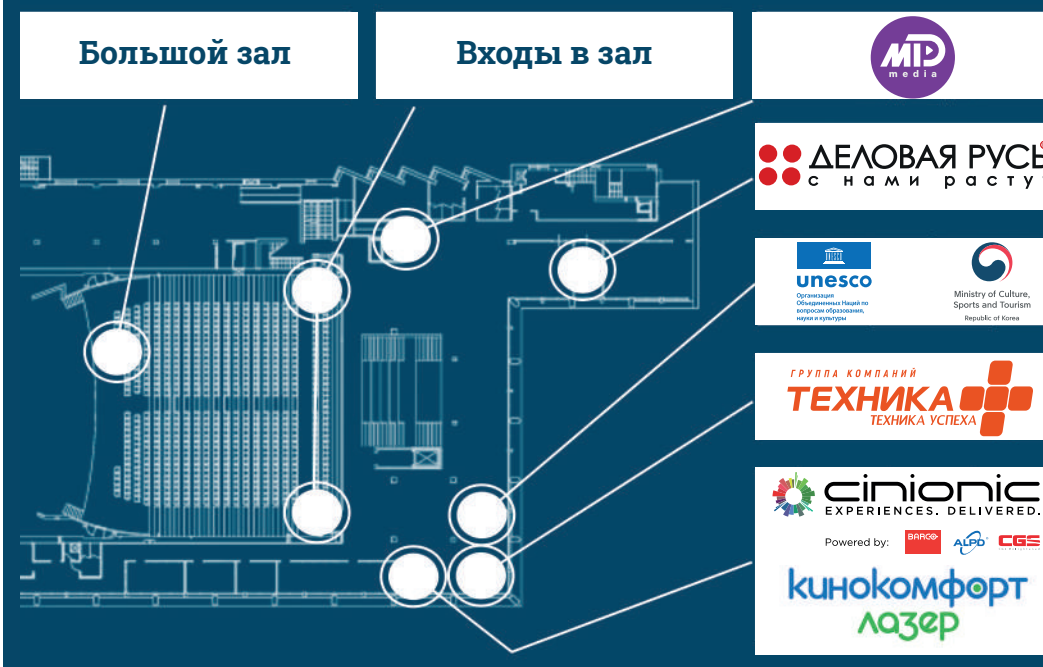 Большой зал
Входы в зал
MD
media
ДЕЛОВАЯ РУСЬ
с нами расту
unesco
Организация
Объединенных Наций по
вопросам образования,
науки и культуры
Ministry of Culture,
Sports and Tourism
Republic of Korea
ГРУППА КОМПАНИЙ
ТЕХНИКА
ТЕХНИКА УСПЕХА
cinionic
EXPERIENCES. DELIVERED.
Powered by:
BARCO
ALPD
CGS
кинокомфорт
лазер